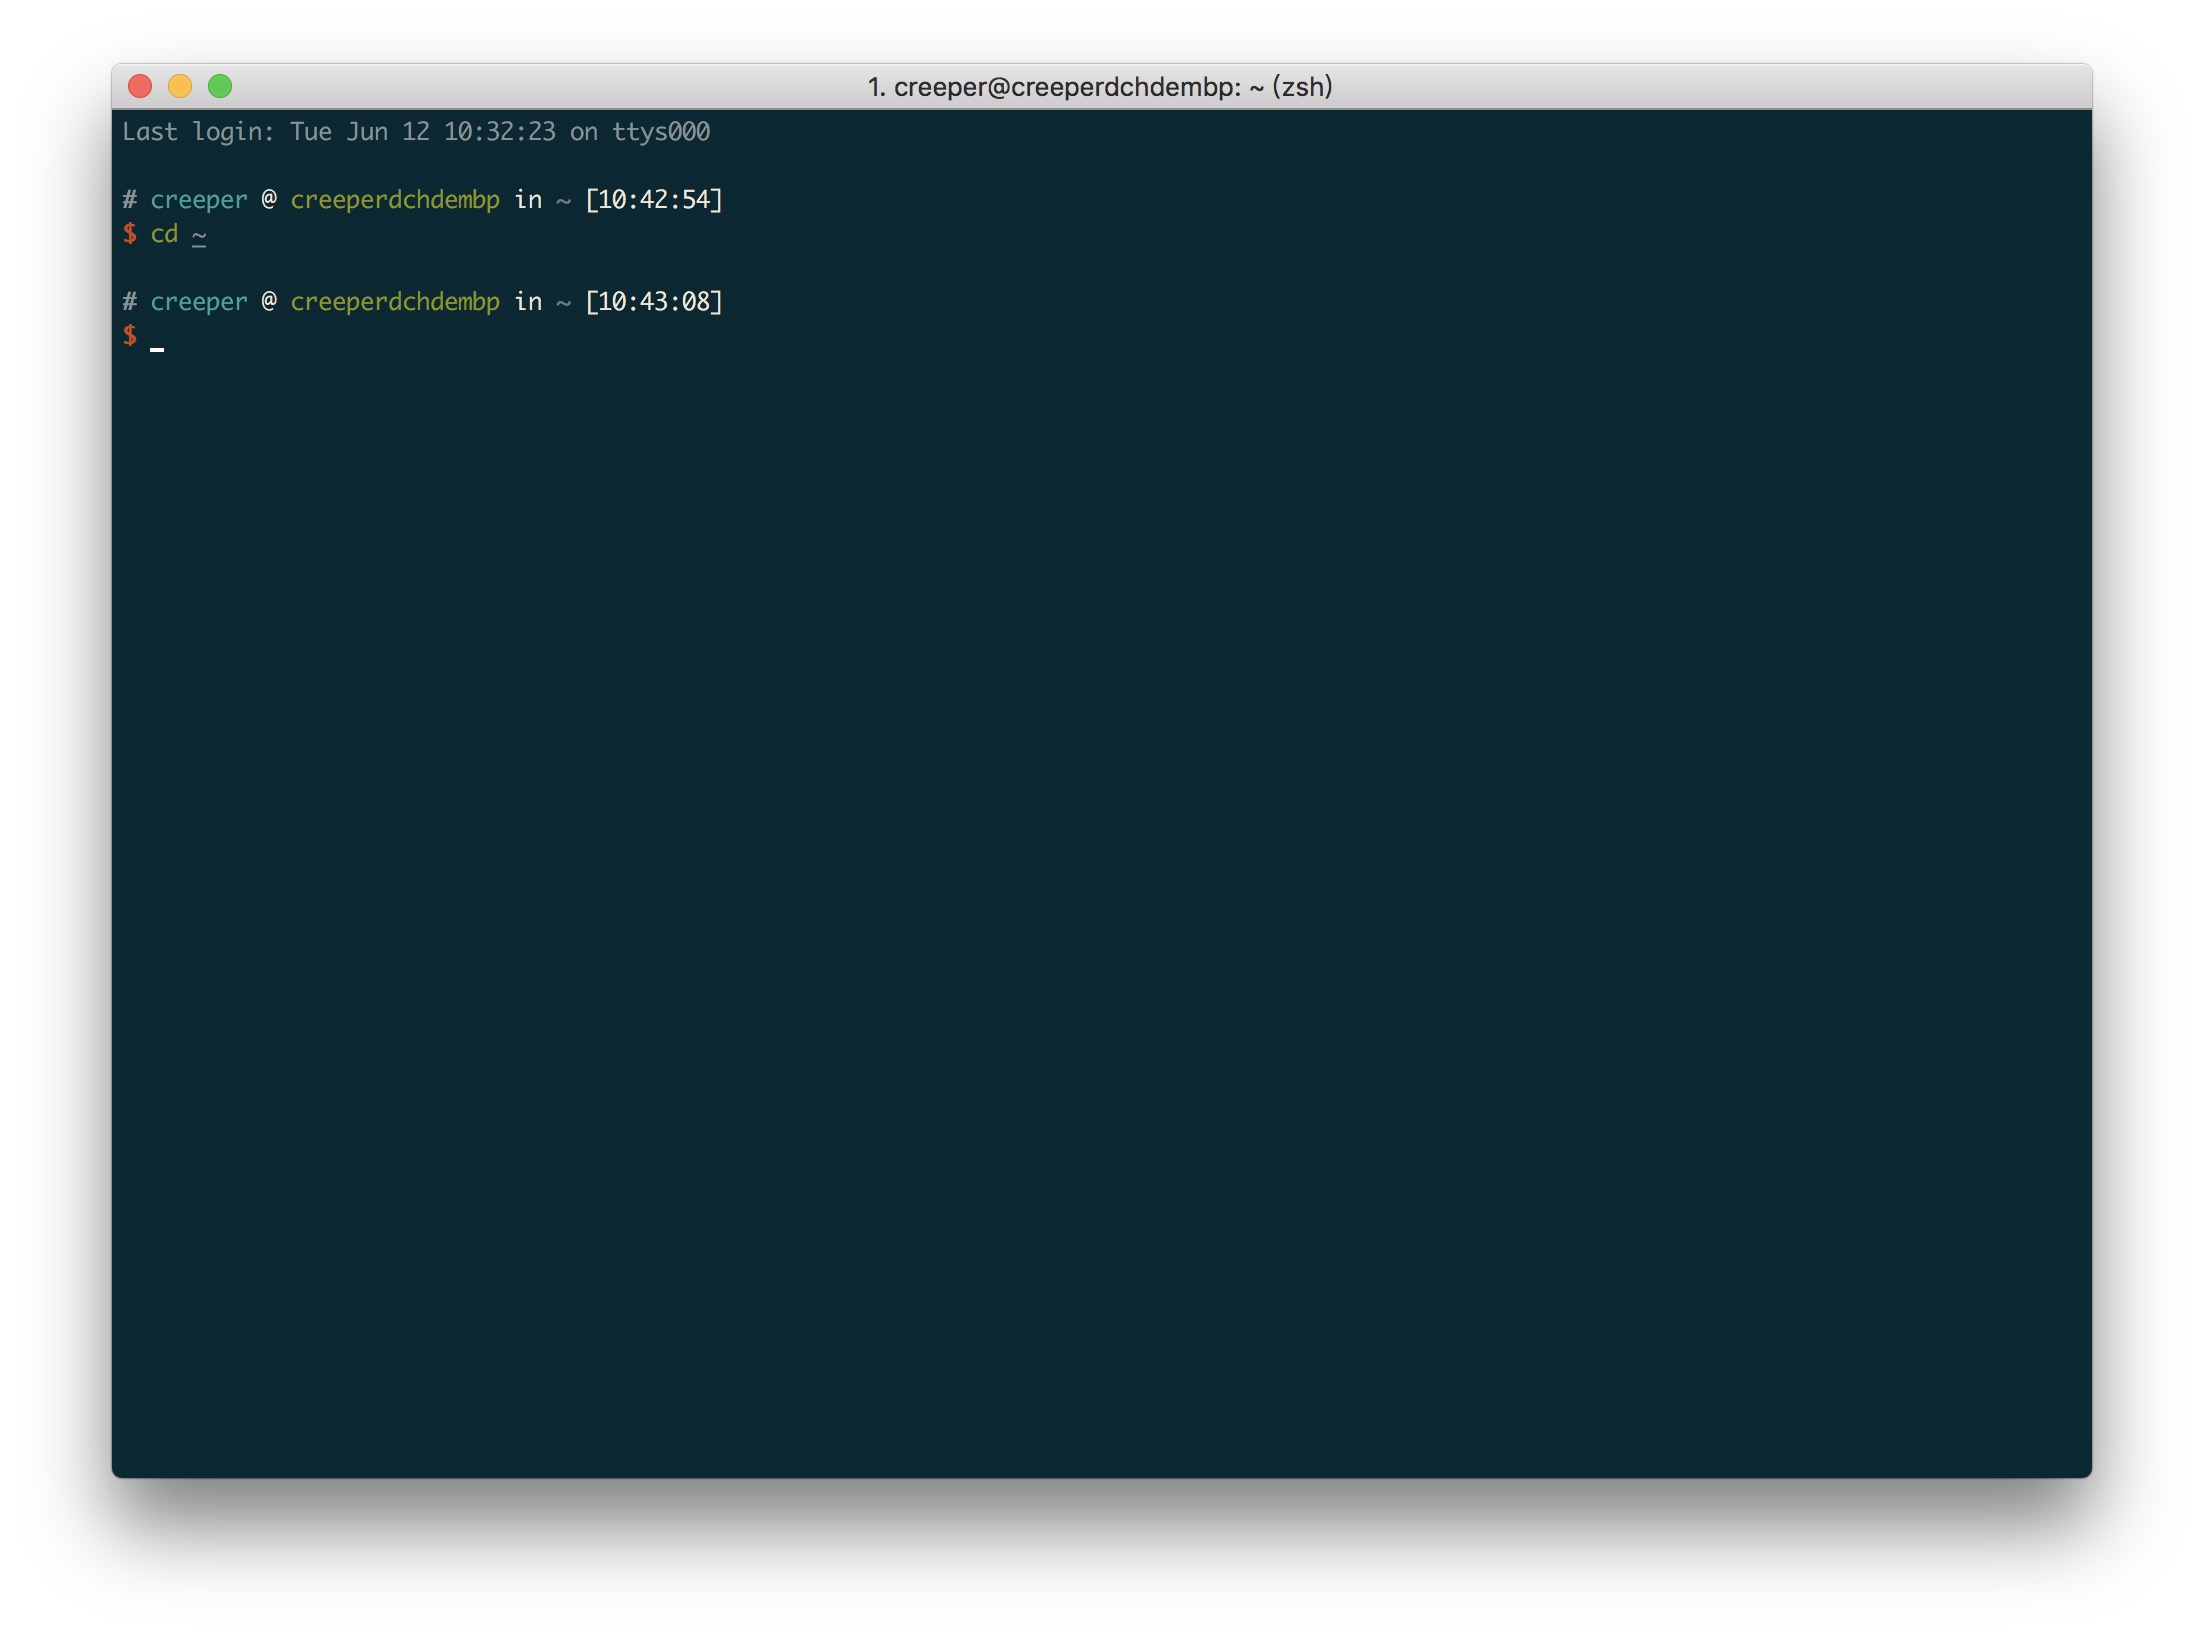 1. creeper@creeperdchdembp: ~ (zsh)
Last login: Tue Jun 12 10:32:23 on ttys000
# creeper @ creeperdchdembp in ~ [10:42:54]
$ cd ~
# creeper @ creeperdchdembp in ~ [10:43:08]
$